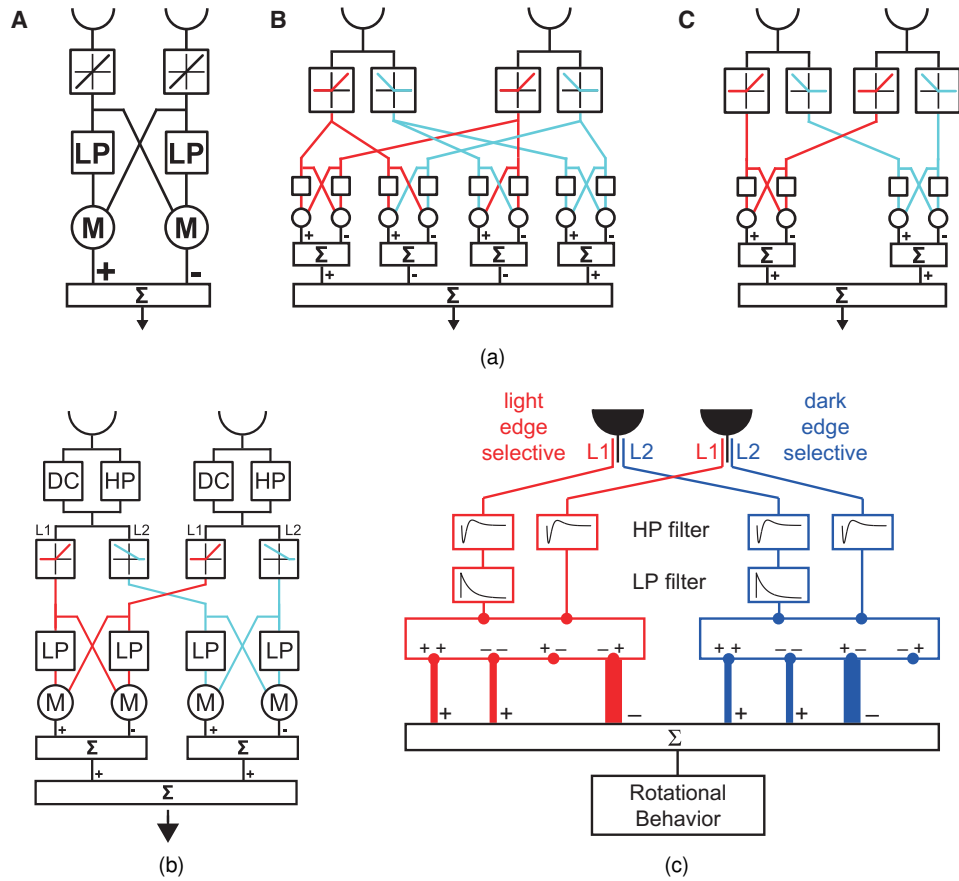 A B C
LP LP
M M
+ -
Σ
+ - + - + - + -
Σ Σ Σ Σ
+ - - +
Σ
+ - + -
Σ Σ
+ +
Σ
(a)
DC HP DC HP
L1 L2 L1 L2
LP LP LP LP
M M M M
+ - + -
Σ Σ
+ +
Σ
(b)
light
edge
selective
dark
edge
selective
L1 L2 L1 L2
HP filter
LP filter
+ + − − + − − + + + − − + − − +
+ + − + + −
Σ
Rotational
Behavior
(c)